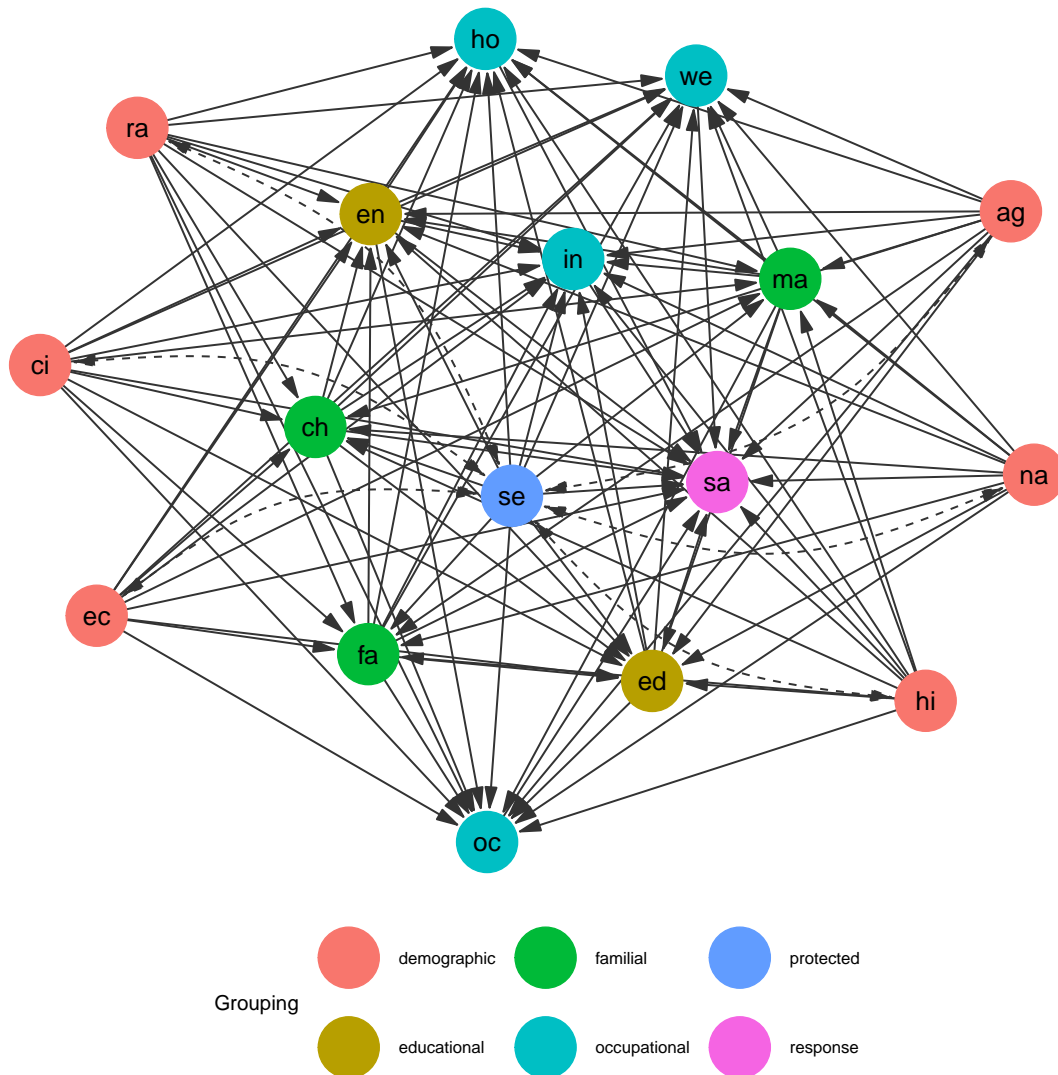 ho
we
ra
en
ag
in
ma
ci
ch
se
sa
na
ec
fa
ed
hi
oc
demographic familial protected
Grouping
educational occupational response